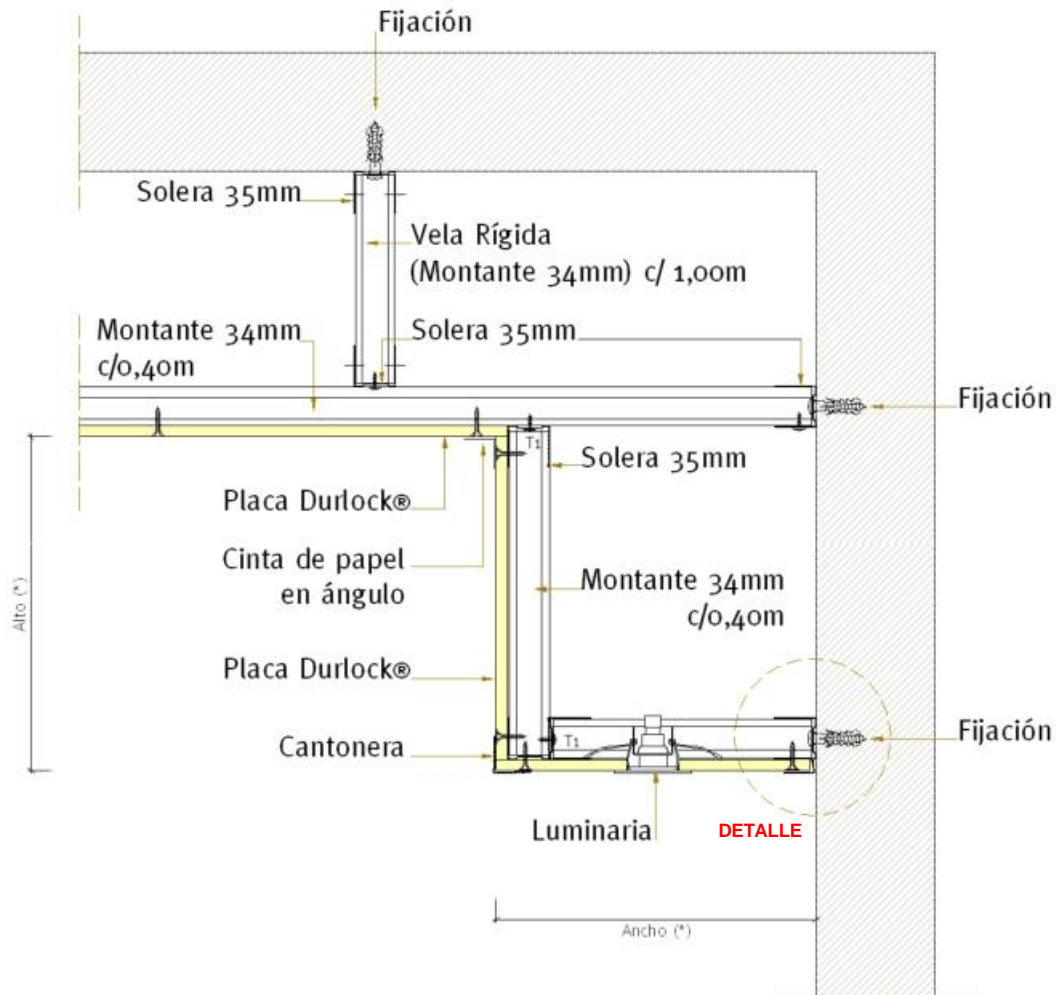 Fijación
Solera 35mm
Vela Rígida
(Montante 34mm) c/ 1,00m
Montante 34mm
c/0,40m
Solera 35mm
Fijación
T1
Solera 35mm
Placa Durlock®
Cinta de papel
en ángulo
Montante 34mm
c/0,40m
Alto (*)
Placa Durlock®
Cantonera
T1
Fijación
Luminaria
DETALLE
Ancho (*)